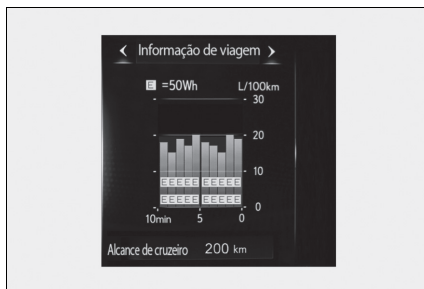 Informação de viagem
E =50Wh L/100km
30
20
10
EEEEE EEEEE
EEEEE EEEEE
0
10min 5 0
Alcance de cruzeiro 200 km